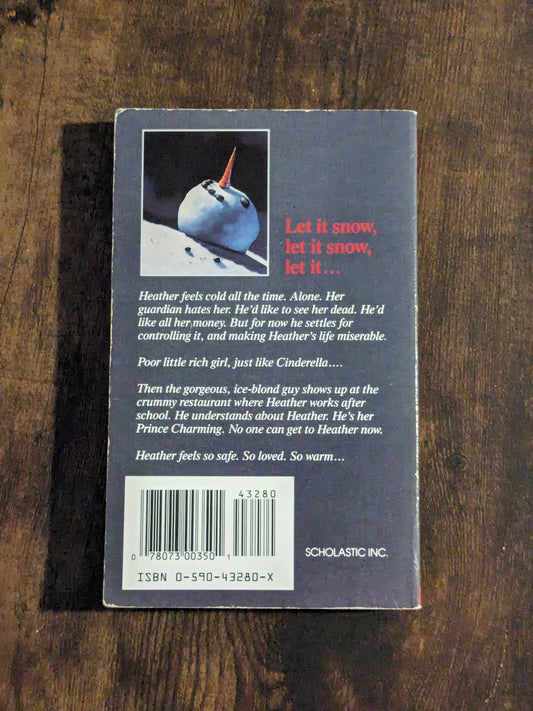 Let it snow,
let it snow,
let it...
Heather feels cold all the time. Alone. Her
guardian hates her. He'd like to see her dead. He'd
like all her money. But for now he settles for
controlling it, and making Heather's life miserable.
Poor little rich girl, just like Cinderella....
Then the gorgeous, ice-blond guy shows up at the
crummy restaurant where Heather works after
school. He understands about Heather. He's her
Prince Charming. No one can get to Heather now.
Heather feels so safe. So loved. So warm...
43280
0 78073 00350 1
ISBN 0-590-43280-X
SCHOLASTIC INC.